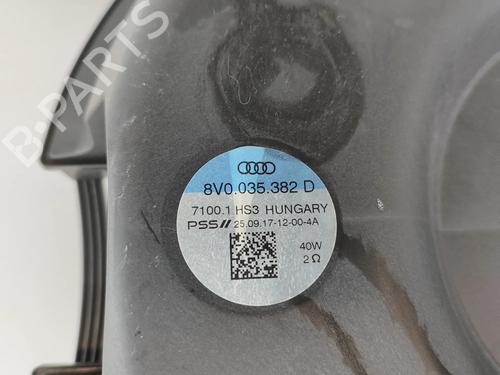 B-PARTS
8V0.035.382 D
7100.1 HS3 HUNGARY
PSS// 25.09.17-12-00-4A
40W
2 Ω